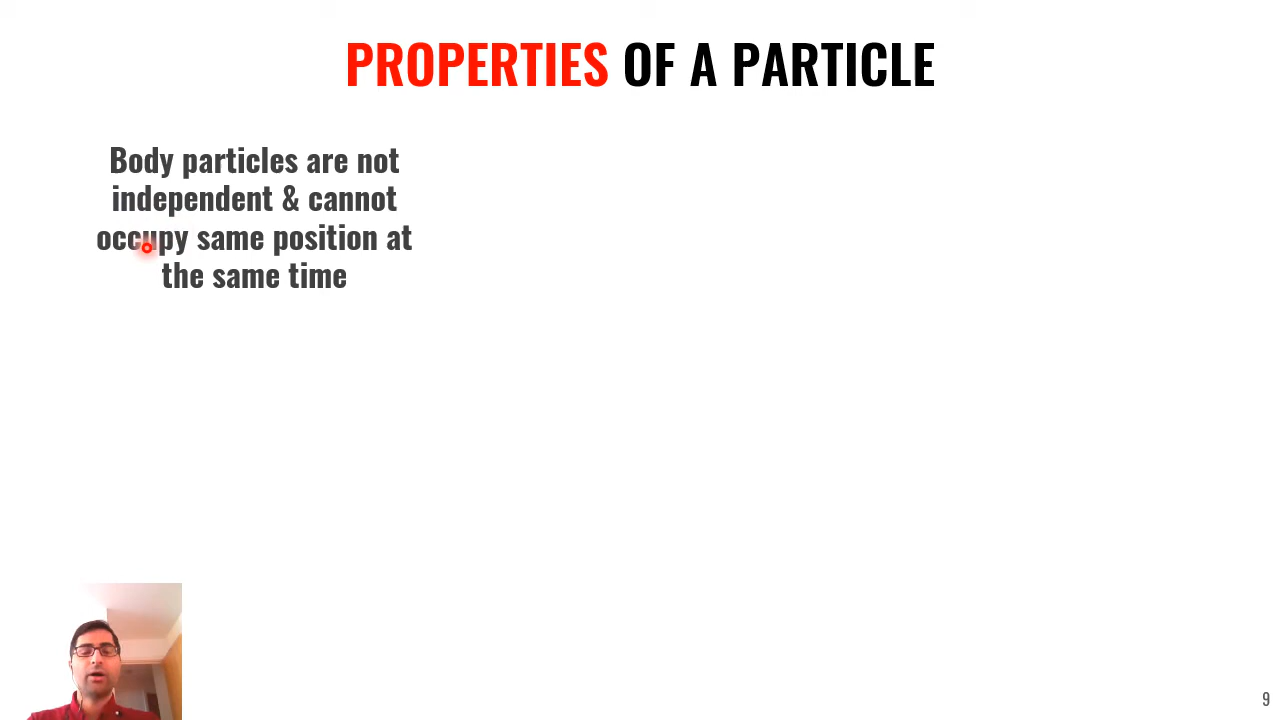 PROPERTIES OF A PARTICLE
Body particles are not
independent & cannot
occupy same position at
the same time
9